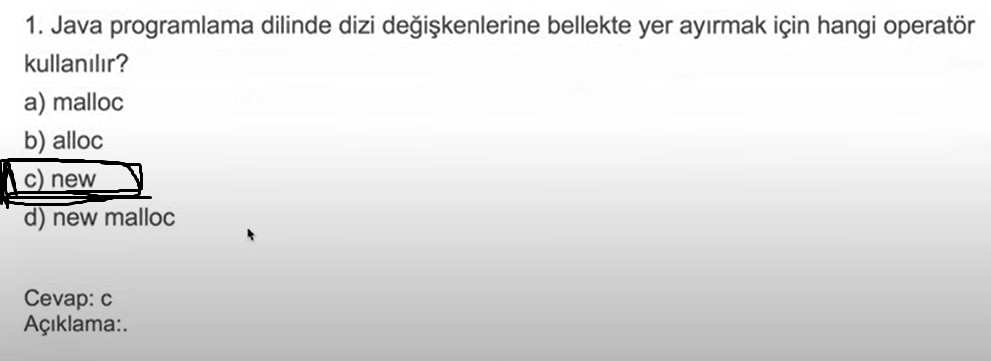 1. Java programlama dilinde dizi değişkenlerine bellekte yer ayırmak için hangi operatör
kullanılır?
a) malloc
b) alloc
c) new
d) new malloc
Cevap: c
Açıklama:.